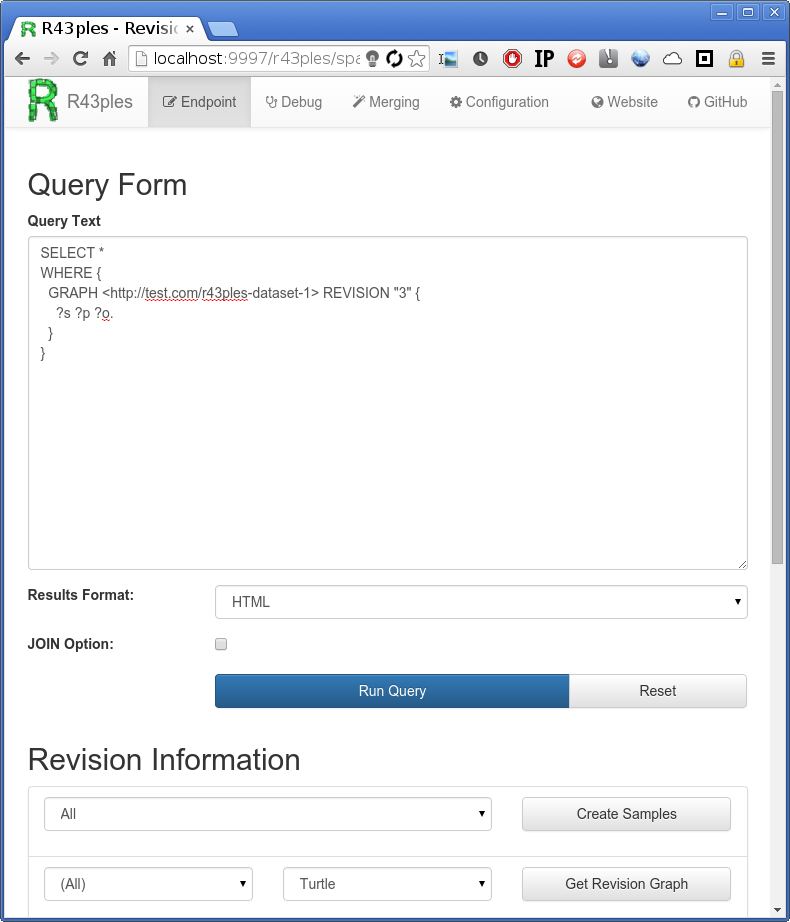 R43ples - Revisio
localhost:9997/r43ples/spa
IP
R43ples
Endpoint
Debug
Merging
Configuration
Website
GitHub
Query Form
Query Text
SELECT *
WHERE {
GRAPH <http://test.com/r43ples-dataset-1> REVISION "3" {
?s ?p ?o.
}
}
Results Format:
HTML
JOIN Option:
Run Query
Reset
Revision Information
All
Create Samples
(All)
Turtle
Get Revision Graph